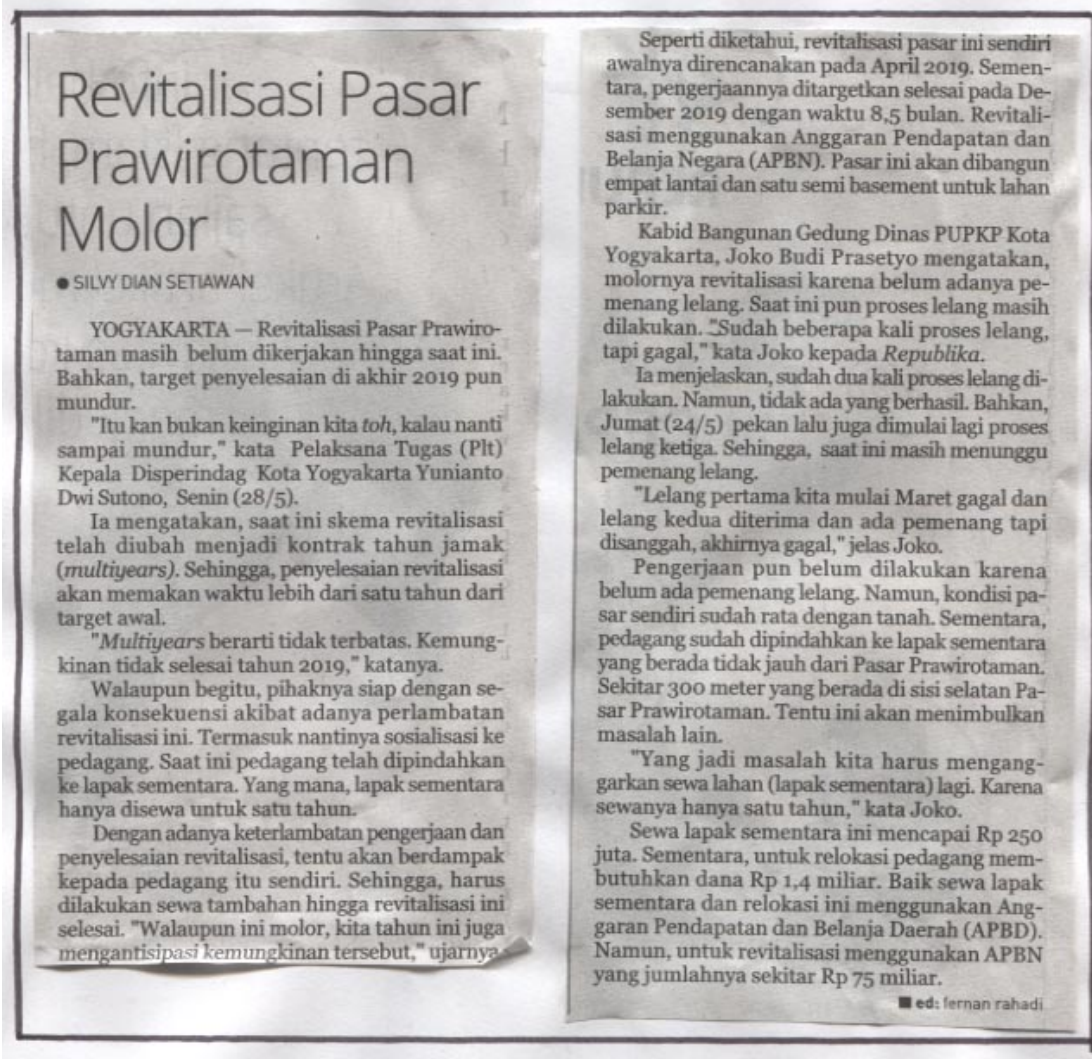 Revitalisasi Pasar
Prawirotaman
Molor
● SILVY DIAN SETIAWAN
YOGYAKARTA — Revitalisasi Pasar Prawiro-
taman masih belum dikerjakan hingga saat ini.
Bahkan, target penyelesaian di akhir 2019 pun
mundur.
"Itu kan bukan keinginan kita toh, kalau nanti
sampai mundur," kata Pelaksana Tugas (Plt)
Kepala Disperindag Kota Yogyakarta Yunianto
Dwi Sutono, Senin (28/5).
Ia mengatakan, saat ini skema revitalisasi
telah diubah menjadi kontrak tahun jamak
(multiyears). Sehingga, penyelesaian revitalisasi
akan memakan waktu lebih dari satu tahun dari
target awal.
"Multiyears berarti tidak terbatas. Kemung-
kinan tidak selesai tahun 2019," katanya.
Walaupun begitu, pihaknya siap dengan se-
gala konsekuensi akibat adanya perlambatan
revitalisasi ini. Termasuk nantinya sosialisasi ke
pedagang. Saat ini pedagang telah dipindahkan
ke lapak sementara. Yang mana, lapak sementara
hanya disewa untuk satu tahun.
Dengan adanya keterlambatan pengerjaan dan
penyelesaian revitalisasi, tentu akan berdampak
kepada pedagang itu sendiri. Sehingga, harus
dilakukan sewa tambahan hingga revitalisasi ini
selesai. "Walaupun ini molor, kita tahun ini juga
mengantisipasi kemungkinan tersebut," ujarnya.
Seperti diketahui, revitalisasi pasar ini sendiri
awalnya direncanakan pada April 2019. Semen-
tara, pengerjaannya ditargetkan selesai pada De-
sember 2019 dengan waktu 8,5 bulan. Revitali-
sasi menggunakan Anggaran Pendapatan dan
Belanja Negara (APBN). Pasar ini akan dibangun
empat lantai dan satu semi basement untuk lahan
parkir.
Kabid Bangunan Gedung Dinas PUPKP Kota
Yogyakarta, Joko Budi Prasetyo mengatakan,
molornya revitalisasi karena belum adanya pe-
menang lelang. Saat ini pun proses lelang masih
dilakukan. "Sudah beberapa kali proses lelang,
tapi gagal," kata Joko kepada Republika.
Ia menjelaskan, sudah dua kali proses lelang di-
lakukan. Namun, tidak ada yang berhasil. Bahkan,
Jumat (24/5) pekan lalu juga dimulai lagi proses
lelang ketiga. Sehingga, saat ini masih menunggu
pemenang lelang.
"Lelang pertama kita mulai Maret gagal dan
lelang kedua diterima dan ada pemenang tapi
disanggah, akhirnya gagal," jelas Joko.
Pengerjaan pun belum dilakukan karena
belum ada pemenang lelang. Namun, kondisi pa-
sar sendiri sudah rata dengan tanah. Sementara,
pedagang sudah dipindahkan ke lapak sementara
yang berada tidak jauh dari Pasar Prawirotaman.
Sekitar 300 meter yang berada di sisi selatan Pa-
sar Prawirotaman. Tentu ini akan menimbulkan
masalah lain.
"Yang jadi masalah kita harus mengang-
garkan sewa lahan (lapak sementara) lagi. Karena
sewanya hanya satu tahun," kata Joko.
Sewa lapak sementara ini mencapai Rp 250
juta. Sementara, untuk relokasi pedagang mem-
butuhkan dana Rp 1,4 miliar. Baik sewa lapak
sementara dan relokasi ini menggunakan Ang-
garan Pendapatan dan Belanja Daerah (APBD).
Namun, untuk revitalisasi menggunakan APBN
yang jumlahnya sekitar Rp 75 miliar.
■ ed: fernan rahadi